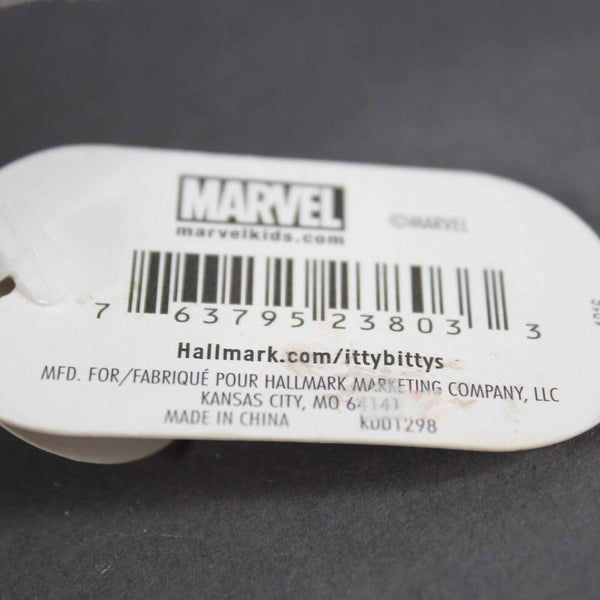 MARVEL
marvelkids.com
©MARVEL
7 63795 23803 3
Hallmark.com/ittybittys
MFD. FOR/FABRIQUÉ POUR HALLMARK MARKETING COMPANY, LLC
KANSAS CITY, MO 64141
MADE IN CHINA KDD1298